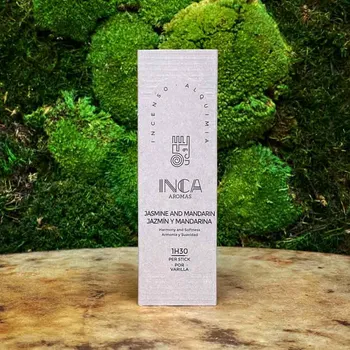 INCENSO ALQUIMIA
INCA
AROMAS
JASMINE AND MANDARIN
JAZMÍN Y MANDARINA
Harmony and Softness
Armonía y Suavidad
1H30
PER STICK
POR
VARILLA